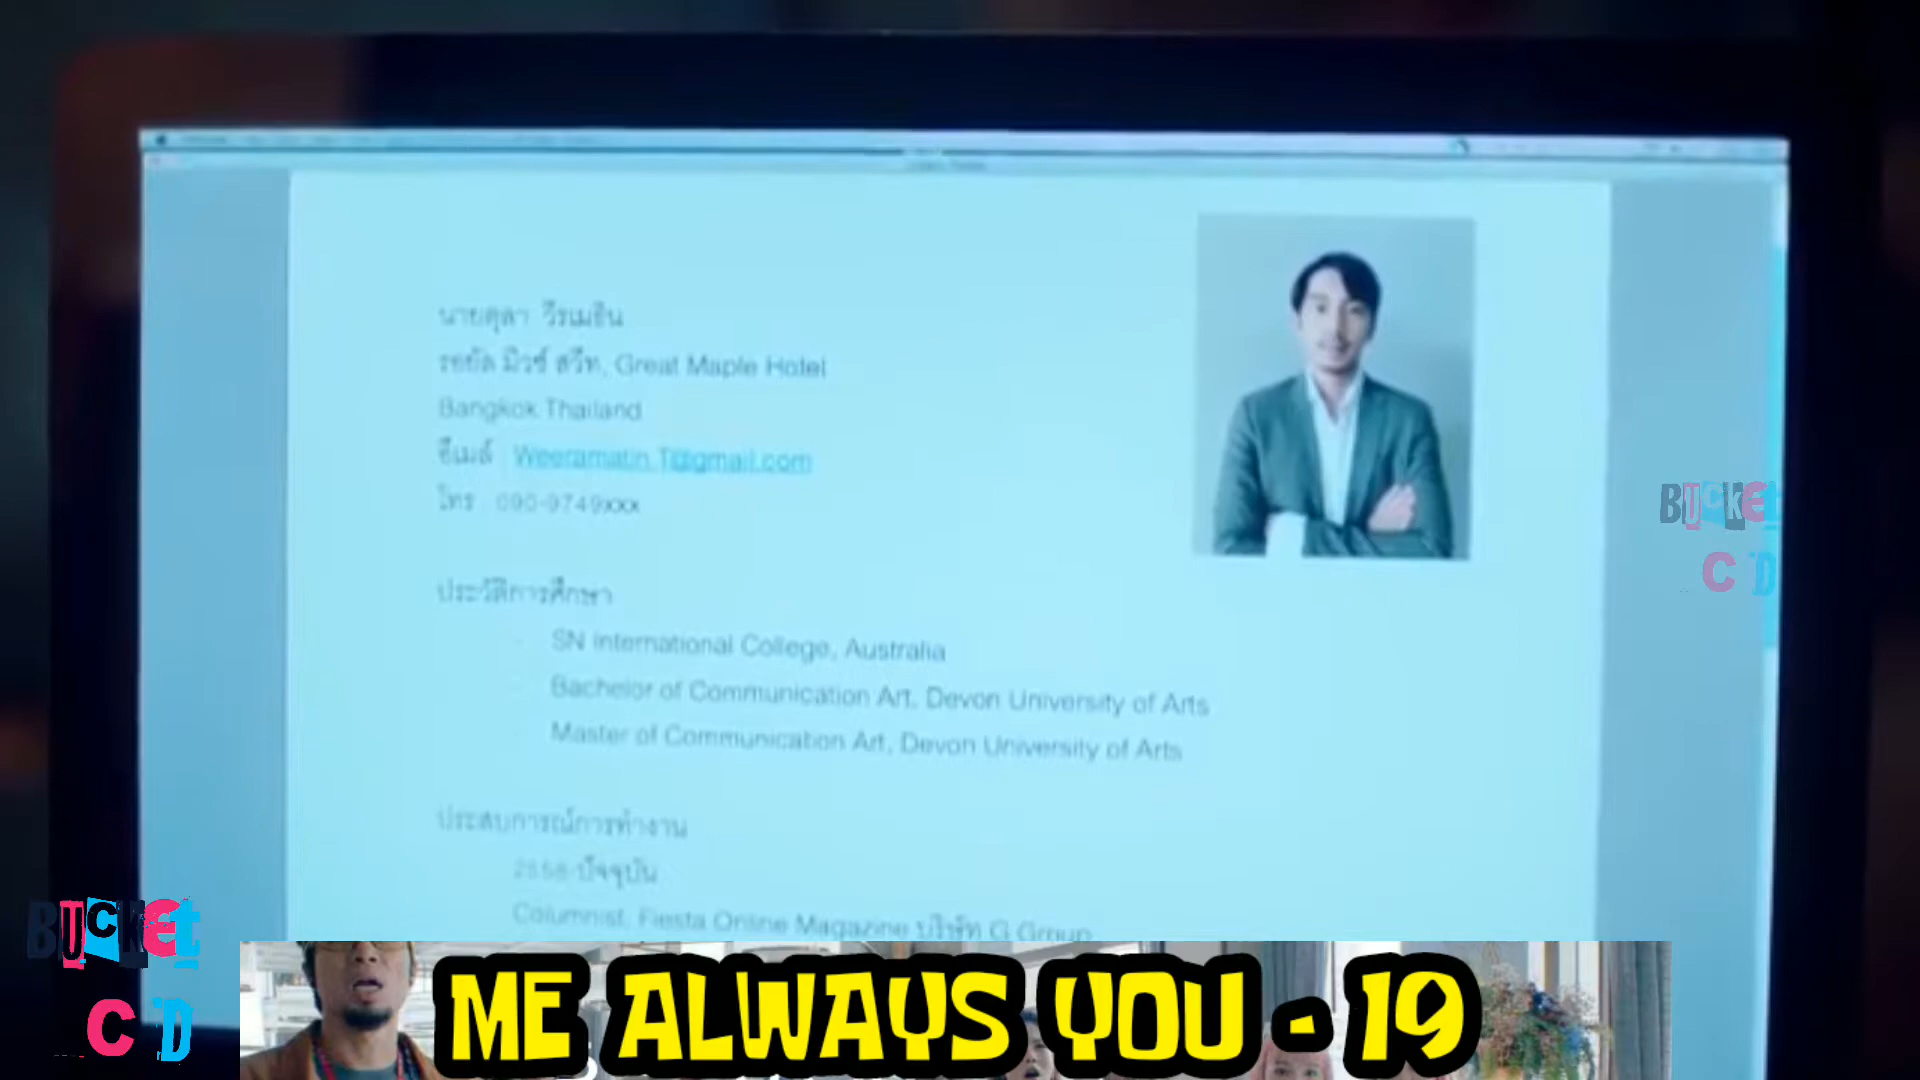 นายตุลา วีรเมธิน
รอยัล มิวซ์ สวีท, Great Maple Hotel
Bangkok Thailand
อีเมล์ : Weeramatin.T@gmail.com
โทร : 090-9749xxx
ประวัติการศึกษา
- SN International College, Australia
- Bachelor of Communication Art, Devon University of Arts
- Master of Communication Art, Devon University of Arts
ประสบการณ์การทำงาน
2558-ปัจจุบัน
Columnist, Fiesta Online Magazine บริษัท G Group
BUCKET
C D
BUCKET
C D
ME ALWAYS YOU - 19